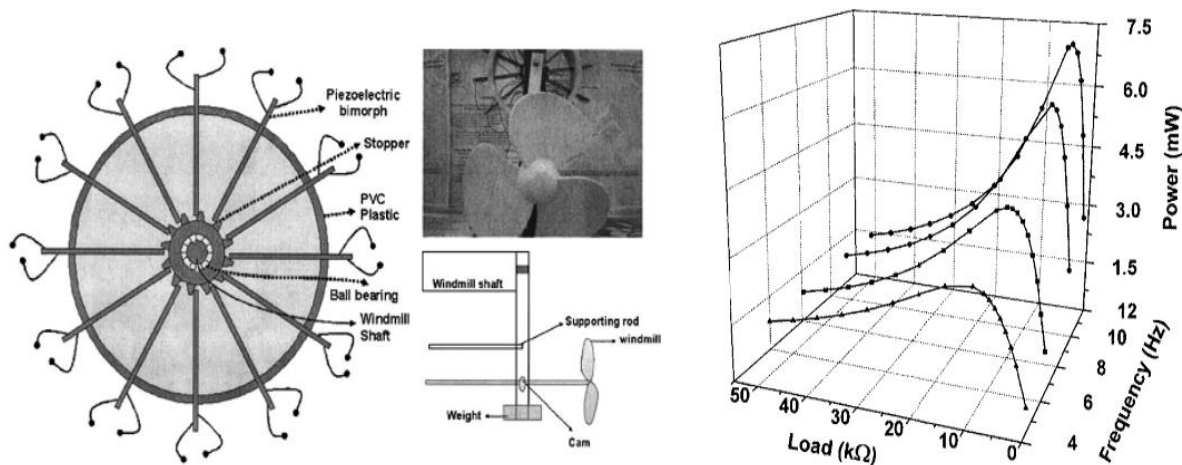 Piezoelectric
bimorph
Stopper
PVC
Plastic
Ball bearing
Windmill
Shaft
Windmill shaft
Supporting rod
windmill
Weight
Cam
7.5
6.0
4.5
3.0
1.5
Power (mW)
12
10
8
6
4
Frequency (Hz)
50
40
30
20
10
0
Load (kΩ)